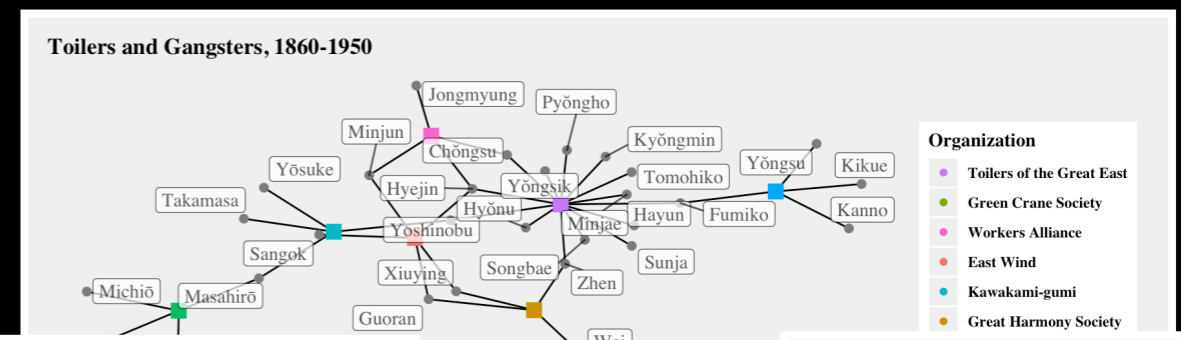 Toilers and Gangsters, 1860-1950
Jongmyung
Pyŏngho
Minjun
Kyŏngmin
Chŏngsu
Yōsuke
Yŏngsu
Kikue
Hyejin
Yŏngsik
Tomohiko
Takamasa
Hyŏnu
Hayun
Fumiko
Kanno
Yoshinobu
Minjae
Sangok
Xiuying
Songbae
Sunja
Zhen
Michiō
Masahirō
Guoran
Organization
Toilers of the Great East
Green Crane Society
Workers Alliance
East Wind
Kawakami-gumi
Great Harmony Society